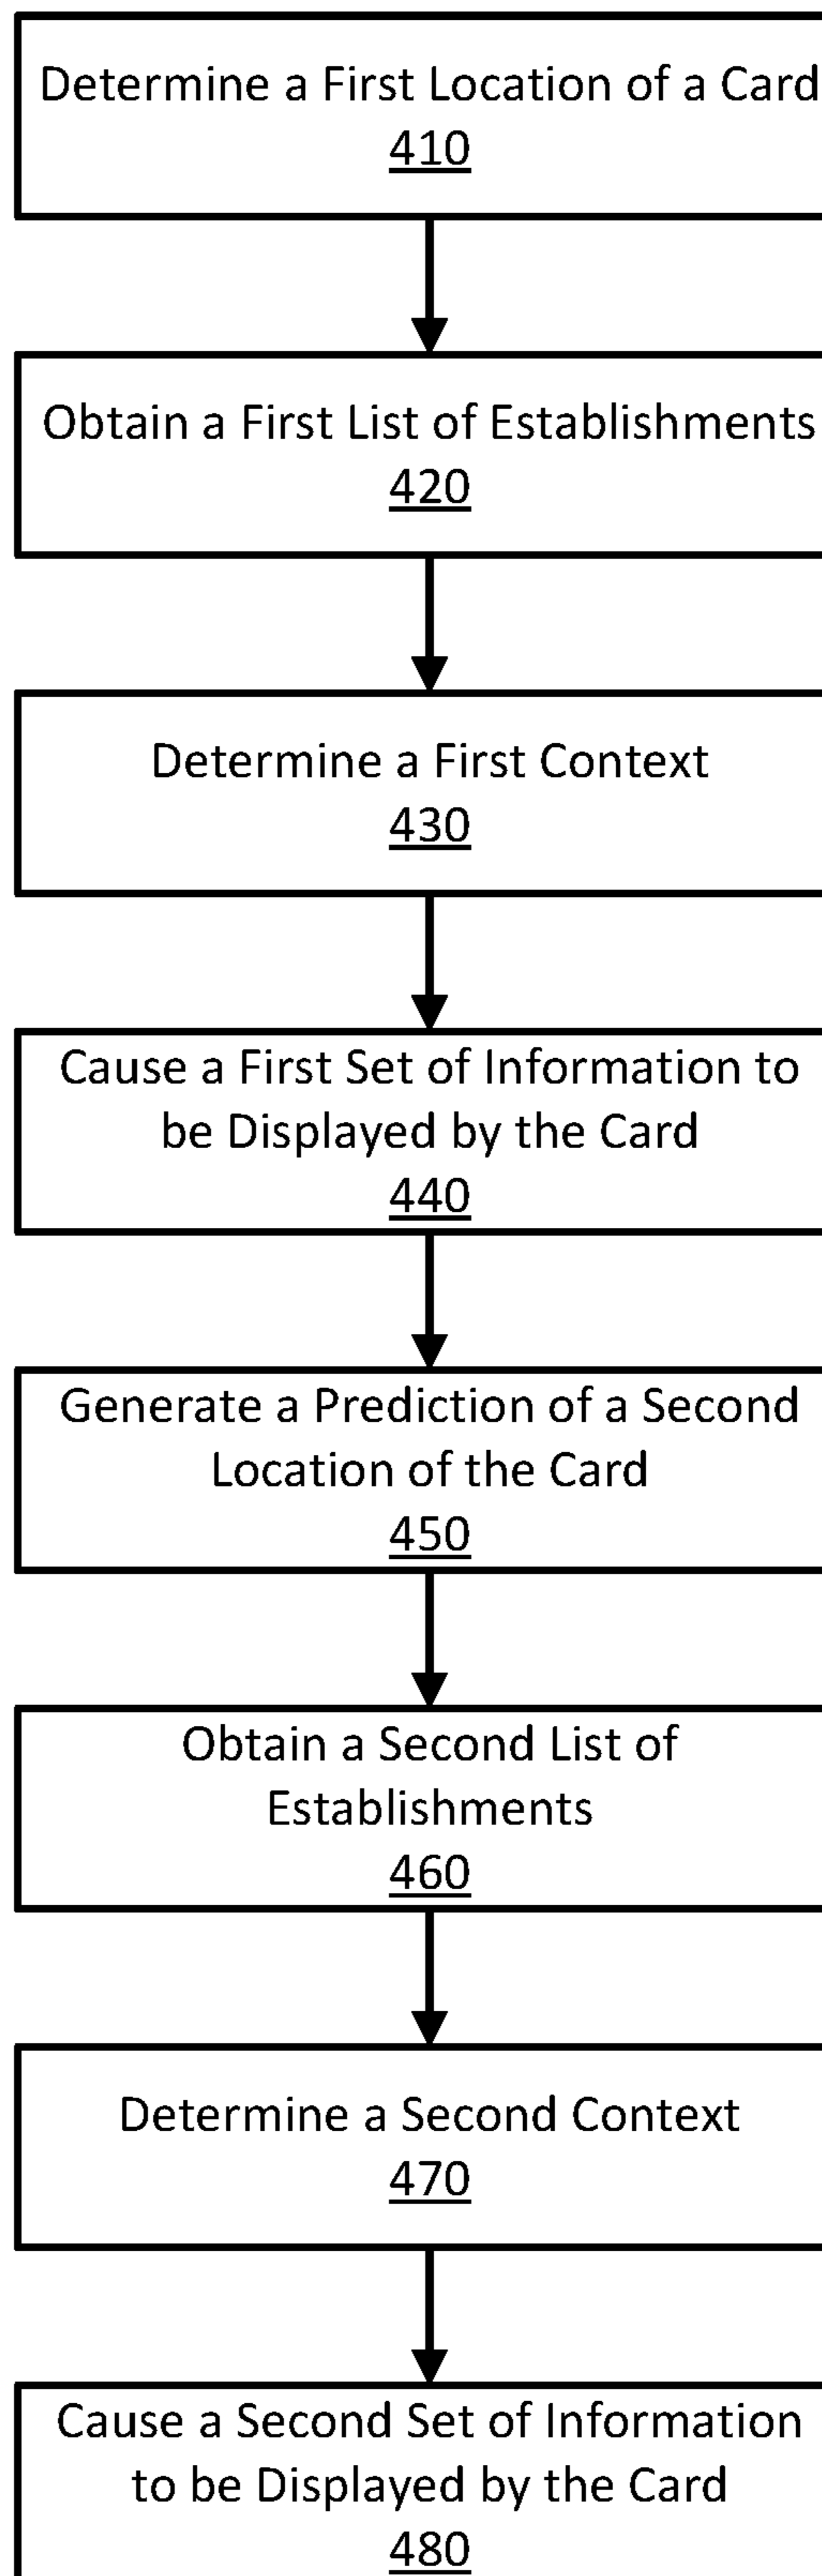 Determine a First Location of a Card
410
Obtain a First List of Establishments
420
Determine a First Context
430
Cause a First Set of Information to
be Displayed by the Card
440
Generate a Prediction of a Second
Location of the Card
450
Obtain a Second List of
Establishments
460
Determine a Second Context
470
Cause a Second Set of Information
to be Displayed by the Card
480